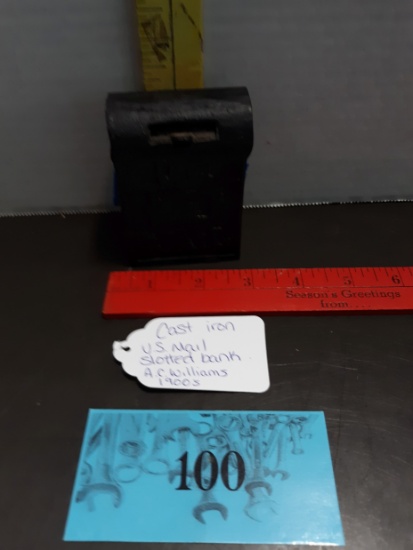 1 2 3 4 5 6
Season's Greetings
from
Cast iron
U.S. Mail
slotted bank
A.C. Williams
1900s
100